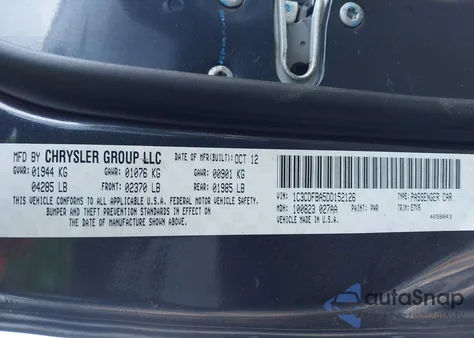 MFD BY CHRYSLER GROUP LLC DATE OF MFR(BUILT): OCT 12
GVWR: 01944 KG GAWR: 01076 KG GAWR: 00901 KG
04285 LB FRONT: 02370 LB REAR: 01985 LB
THIS VEHICLE CONFORMS TO ALL APPLICABLE U.S.A. FEDERAL MOTOR VEHICLE SAFETY,
BUMPER AND THEFT PREVENTION STANDARDS IN EFFECT ON THE
DATE OF MANUFACTURE SHOWN ABOVE.
VIN: 1C3CDFBA5DD152126 TYPE: PASSENGER CAR
MDH: 100823 027AA PAINT: PAR TRIM: E7X9
4658843
autoSnap